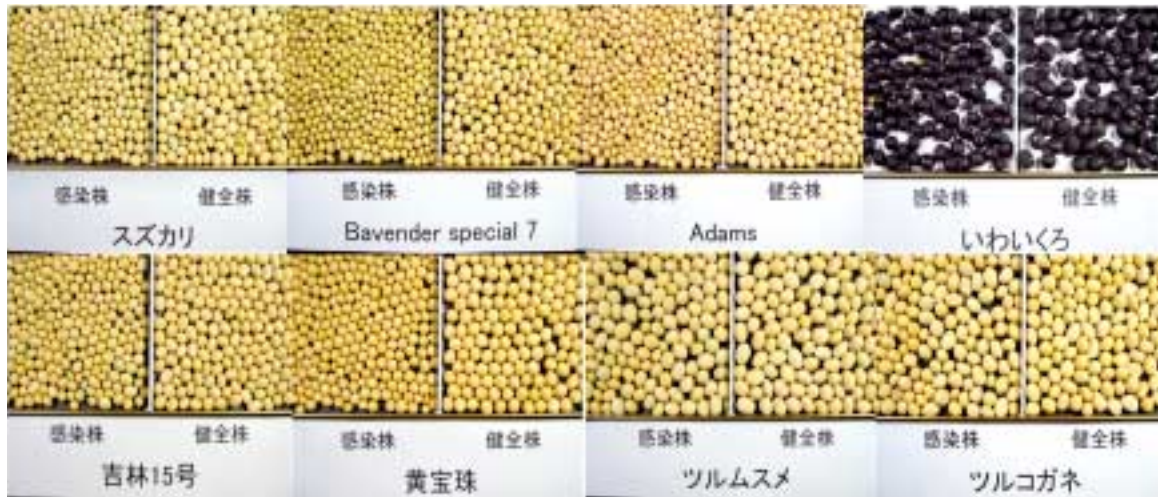 感染株 健全株
スズカリ
感染株 健全株
Bavender special 7
感染株 健全株
Adams
感染株 健全株
いわいくろ
感染株 健全株
吉林15号
感染株 健全株
黄宝珠
感染株 健全株
ツルムスメ
感染株 健全株
ツルコガネ